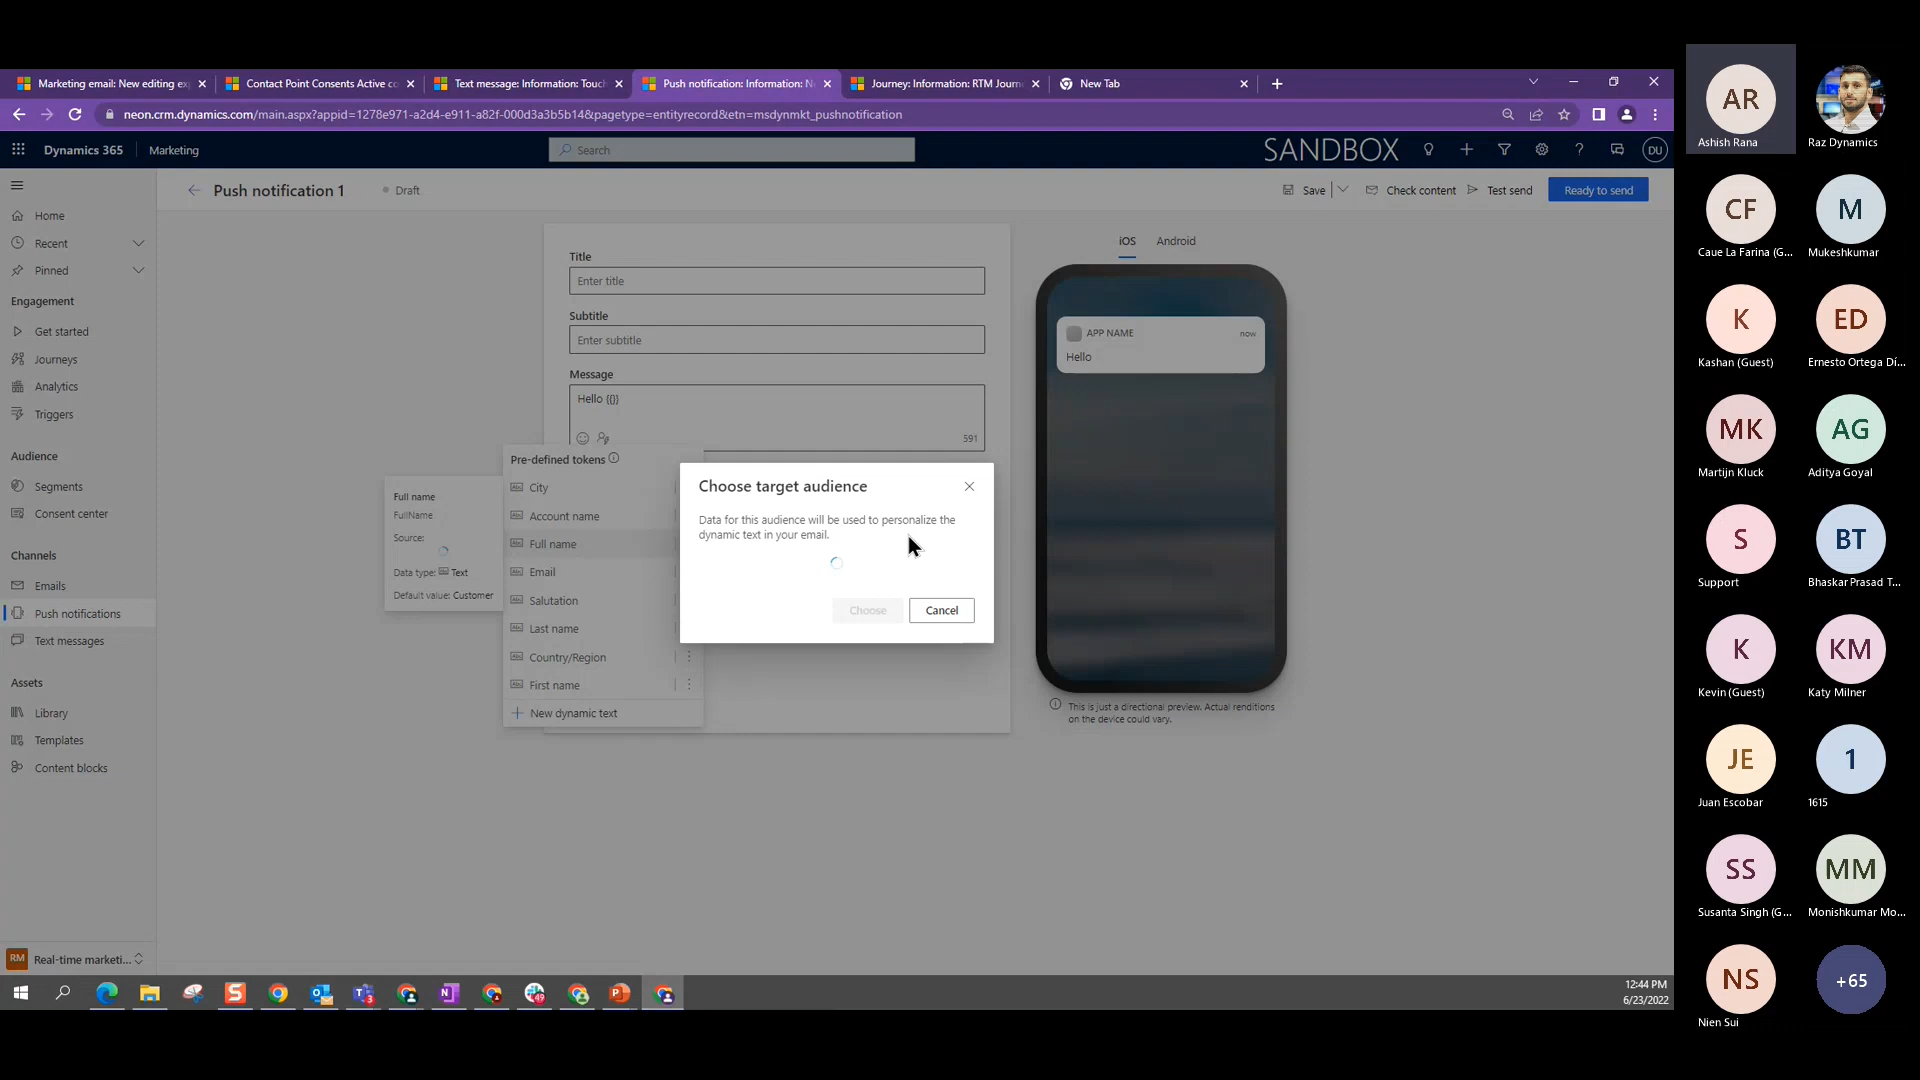 Marketing email: New editing ex
Contact Point Consents Active co
Text message: Information: Touch
Push notification: Information: N
Journey: Information: RTM Journ
New Tab
neon.crm.dynamics.com/main.aspx?appid=1278e971-a2d4-e911-a82f-000d3a3b5b14&pagetype=entityrecord&etn=msdynmkt_pushnotification
Dynamics 365
Marketing
Search
SANDBOX
DU
Push notification 1
Draft
Save
Check content
Test send
Ready to send
Home
Recent
Pinned
Engagement
Get started
Journeys
Analytics
Triggers
Audience
Segments
Consent center
Channels
Emails
Push notifications
Text messages
Assets
Library
Templates
Content blocks
RM
Real-time marketi...
Title
Enter title
Subtitle
Enter subtitle
Message
Hello {{}}
591
Pre-defined tokens
City
Account name
Full name
Email
Salutation
Last name
Country/Region
First name
New dynamic text
Full name
FullName
Source:
Data type: Text
Default value: Customer
Choose target audience
Data for this audience will be used to personalize the
dynamic text in your email.
Choose
Cancel
iOS
Android
APP NAME
now
Hello
This is just a directional preview. Actual renditions
on the device could vary.
12:44 PM
6/23/2022
AR
Ashish Rana
Raz Dynamics
CF
Caue La Farina (G...
M
Mukeshkumar
K
Kashan (Guest)
ED
Ernesto Ortega Dí...
MK
Martijn Kluck
AG
Aditya Goyal
S
Support
BT
Bhaskar Prasad T...
K
Kevin (Guest)
KM
Katy Milner
JE
Juan Escobar
1
1615
SS
Susanta Singh (G...
MM
Monishkumar Mo...
NS
Nien Sui
+65